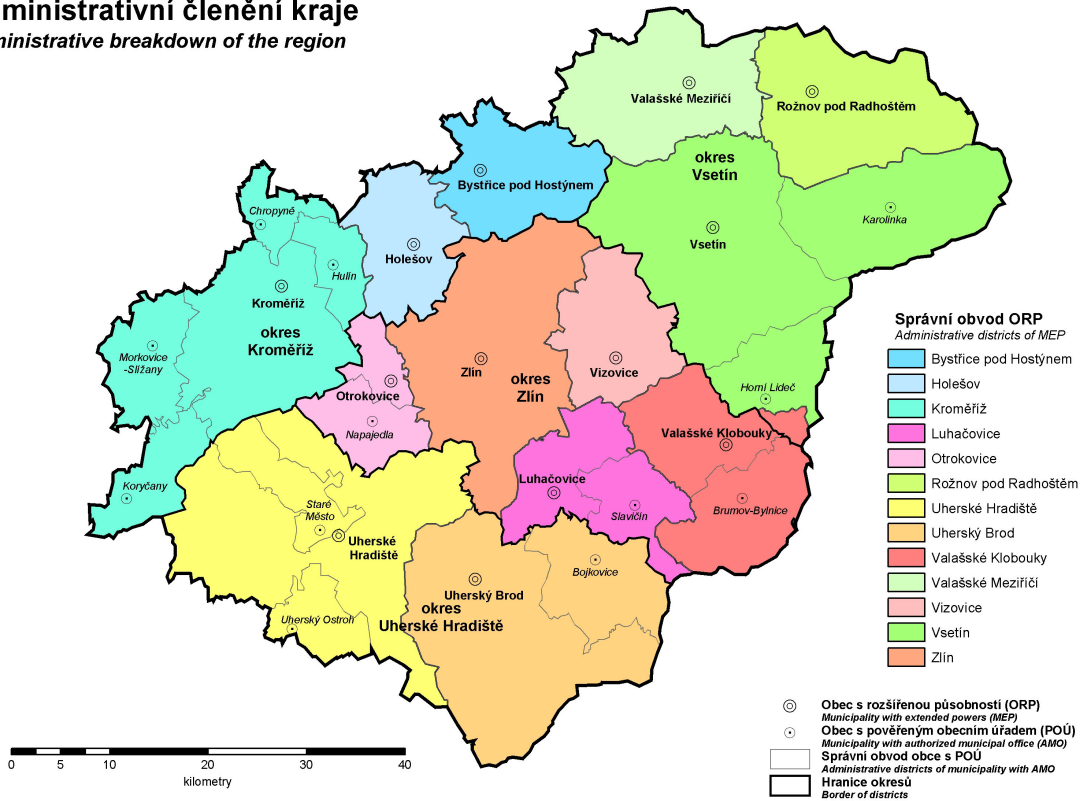 ministrativní členění kraje
ministrative breakdown of the region
Valašské Meziříčí
Rožnov pod Radhoštěm
okres
Vsetín
Bystřice pod Hostýnem
Karolinka
Chropyně
Vsetín
Holešov
Hulín
Kroměříž
okres
Kroměříž
Morkovice
-Slížany
Zlín
okres
Zlín
Vizovice
Otrokovice
Horní Lideč
Napajedla
Valašské Klobouky
Luhačovice
Koryčany
Slavičín
Brumov-Bylnice
Staré
Město
Uherské
Hradiště
Bojkovice
Uherský Brod
okres
Uherské Hradiště
Uherský Ostroh
Správní obvod ORP
Administrative districts of MEP
Bystřice pod Hostýnem
Holešov
Kroměříž
Luhačovice
Otrokovice
Rožnov pod Radhoštěm
Uherské Hradiště
Uherský Brod
Valašské Klobouky
Valašské Meziříčí
Vizovice
Vsetín
Zlín
Obec s rozšířenou působností (ORP)
Municipality with extended powers (MEP)
Obec s pověřeným obecním úřadem (POÚ)
Municipality with authorized municipal office (AMO)
Správní obvod obce s POÚ
Administrative districts of municipality with AMO
Hranice okresů
Border of districts
0 5 10 20 30 40
kilometry